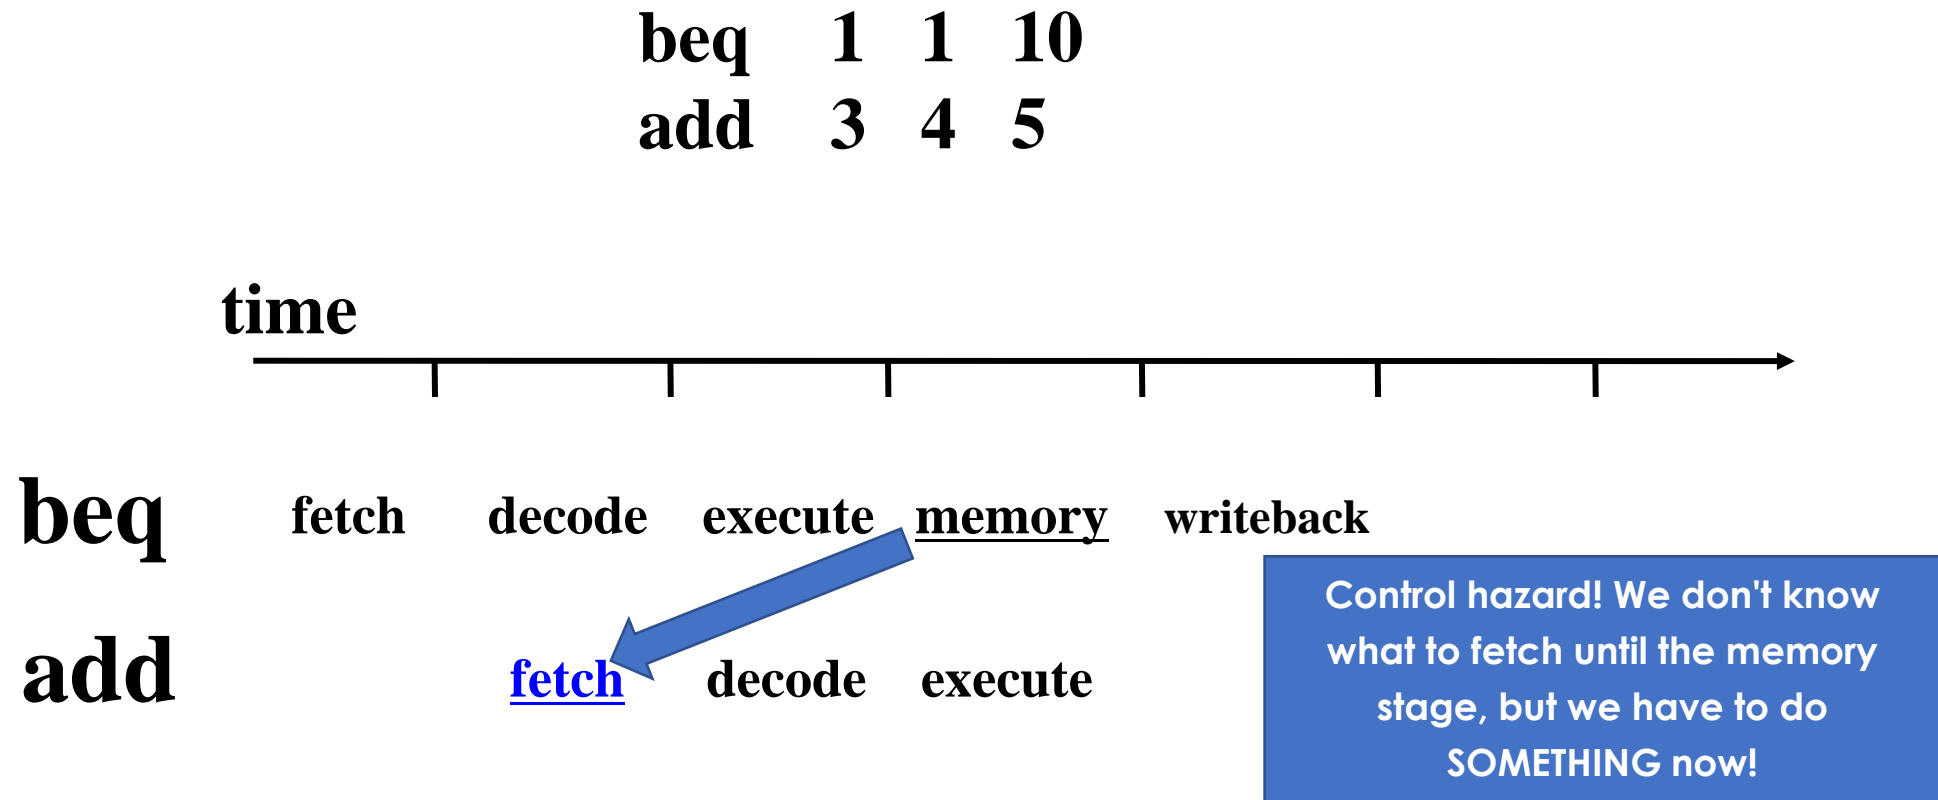 beq 1 1 10
add 3 4 5
time
beq fetch decode execute memory writeback
add fetch decode execute
Control hazard! We don't know
what to fetch until the memory
stage, but we have to do
SOMETHING now!